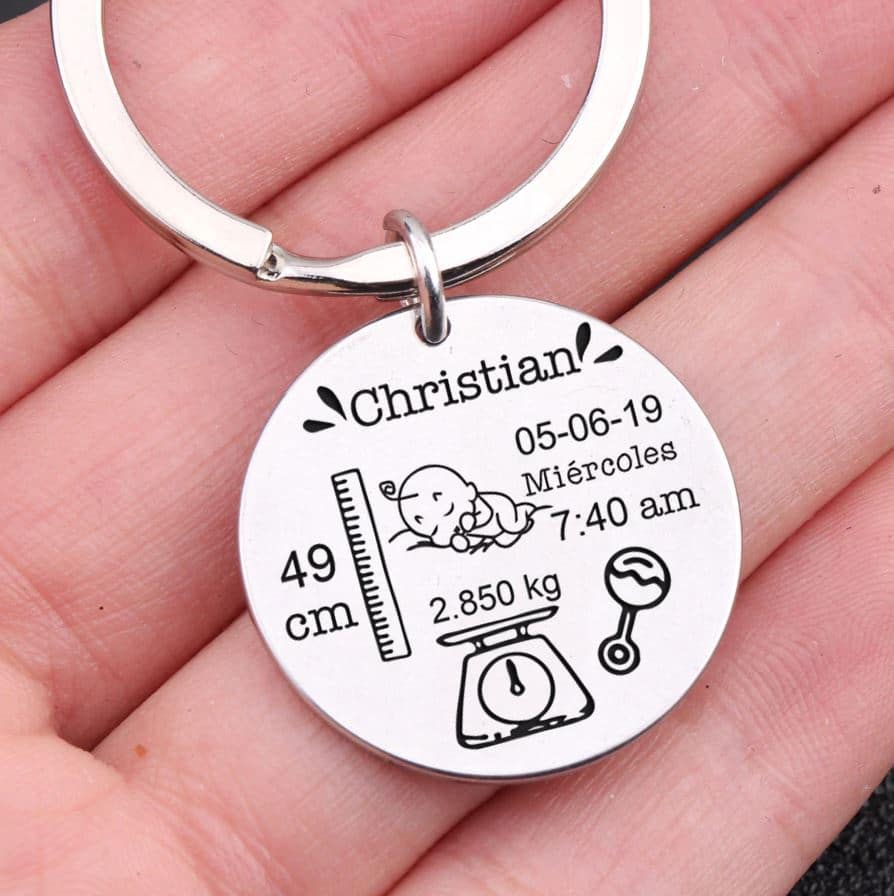 Christian
05-06-19
Miércoles
7:40 am
49
cm
2.850 kg